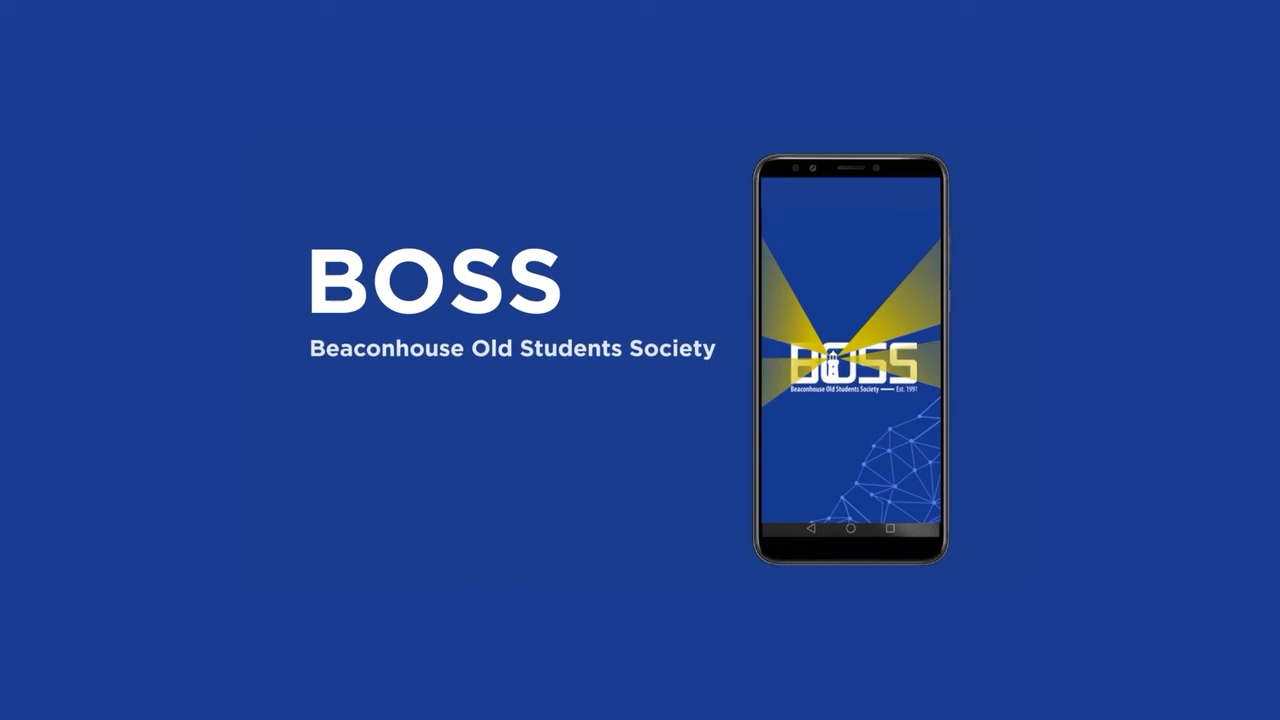 BOSS
Beaconhouse Old Students Society
BOSS
Beaconhouse Old Students Society — Est. 1991